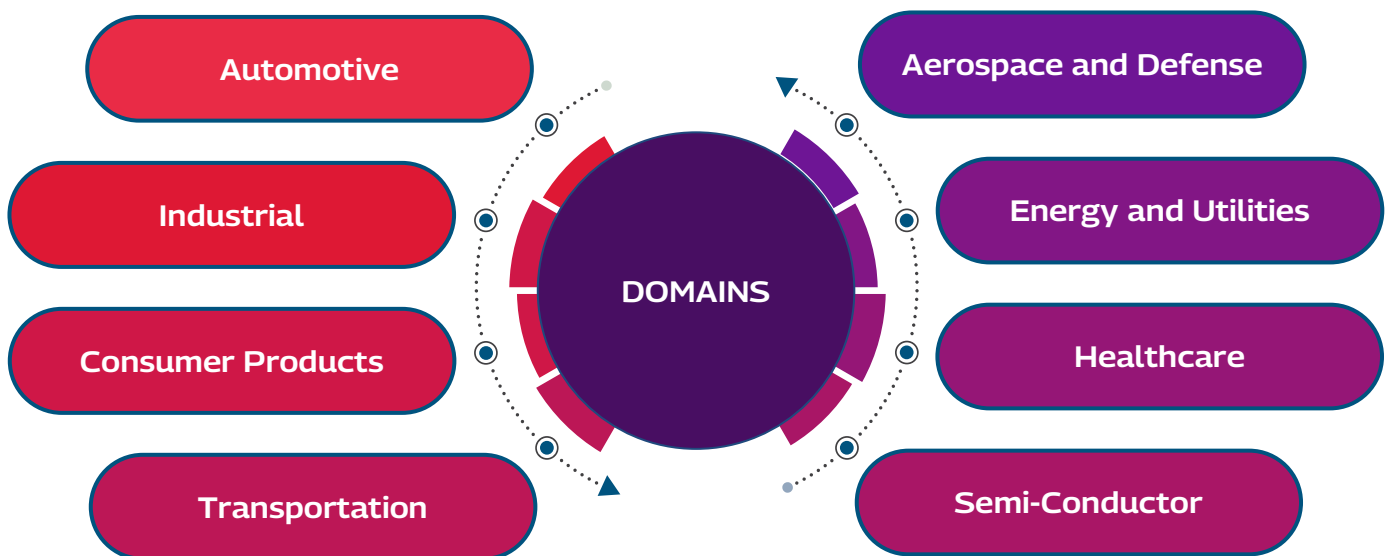 Automotive
Industrial
Consumer Products
Transportation
DOMAINS
Aerospace and Defense
Energy and Utilities
Healthcare
Semi-Conductor